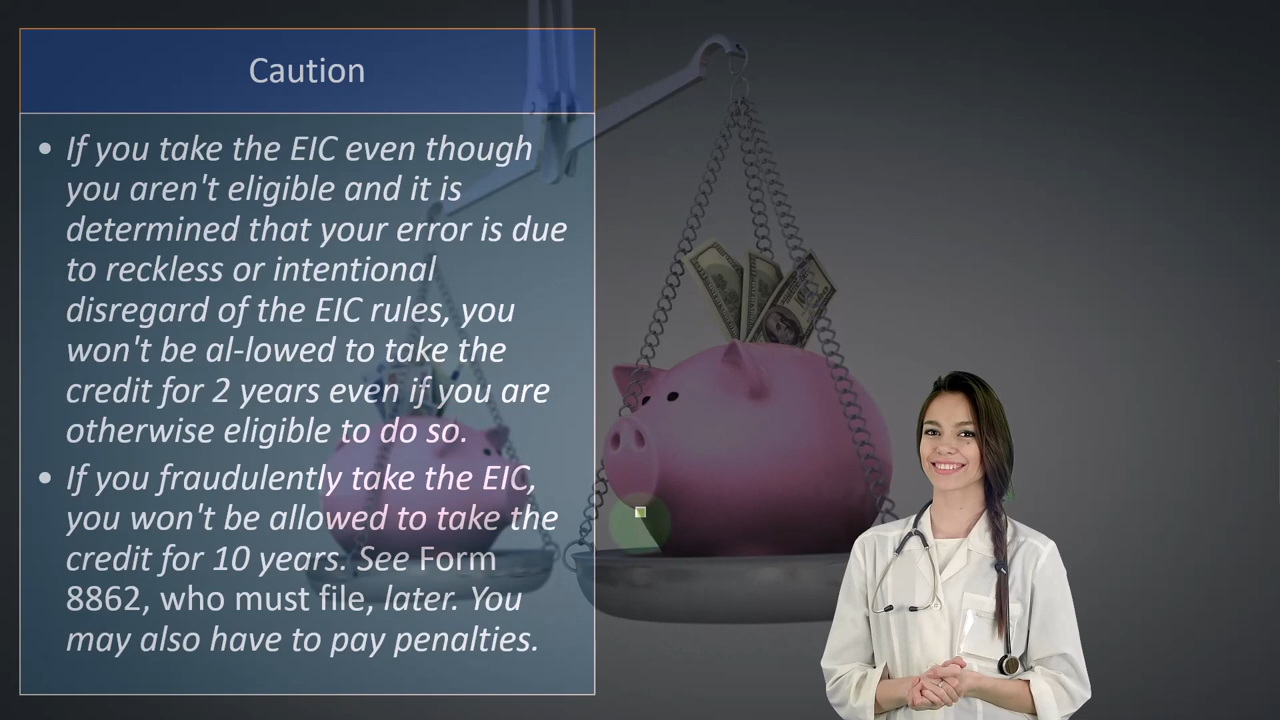 Caution
• If you take the EIC even though
you aren't eligible and it is
determined that your error is due
to reckless or intentional
disregard of the EIC rules, you
won't be al-lowed to take the
credit for 2 years even if you are
otherwise eligible to do so.
• If you fraudulently take the EIC,
you won't be allowed to take the
credit for 10 years. See Form
8862, who must file, later. You
may also have to pay penalties.